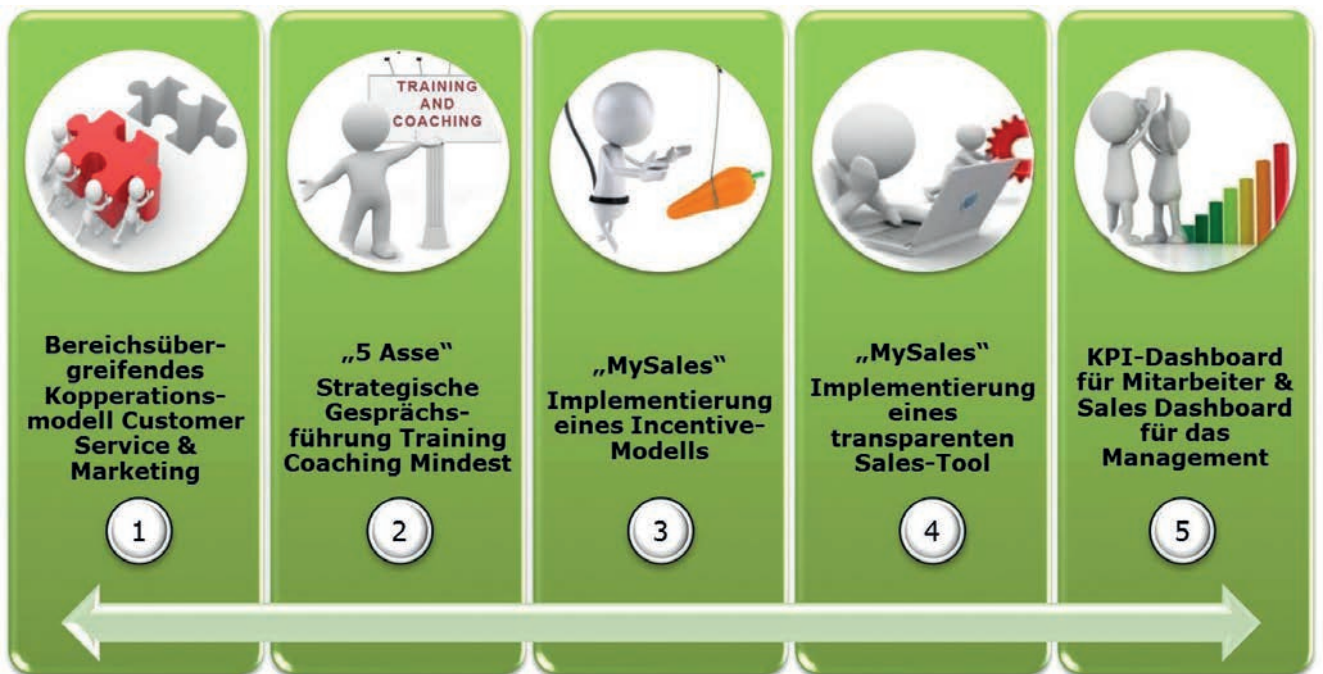 Bereichsüber-
greifendes
Kopperations-
modell Customer
Service &
Marketing
1
TRAINING
AND
COACHING
„5 Asse“
Strategische
Gesprächs-
führung Training
Coaching Mindest
2
„MySales“
Implementierung
eines Incentive-
Modells
3
„MySales“
Implementierung
eines
transparenten
Sales-Tool
4
KPI-Dashboard
für Mitarbeiter &
Sales Dashboard
für das
Management
5